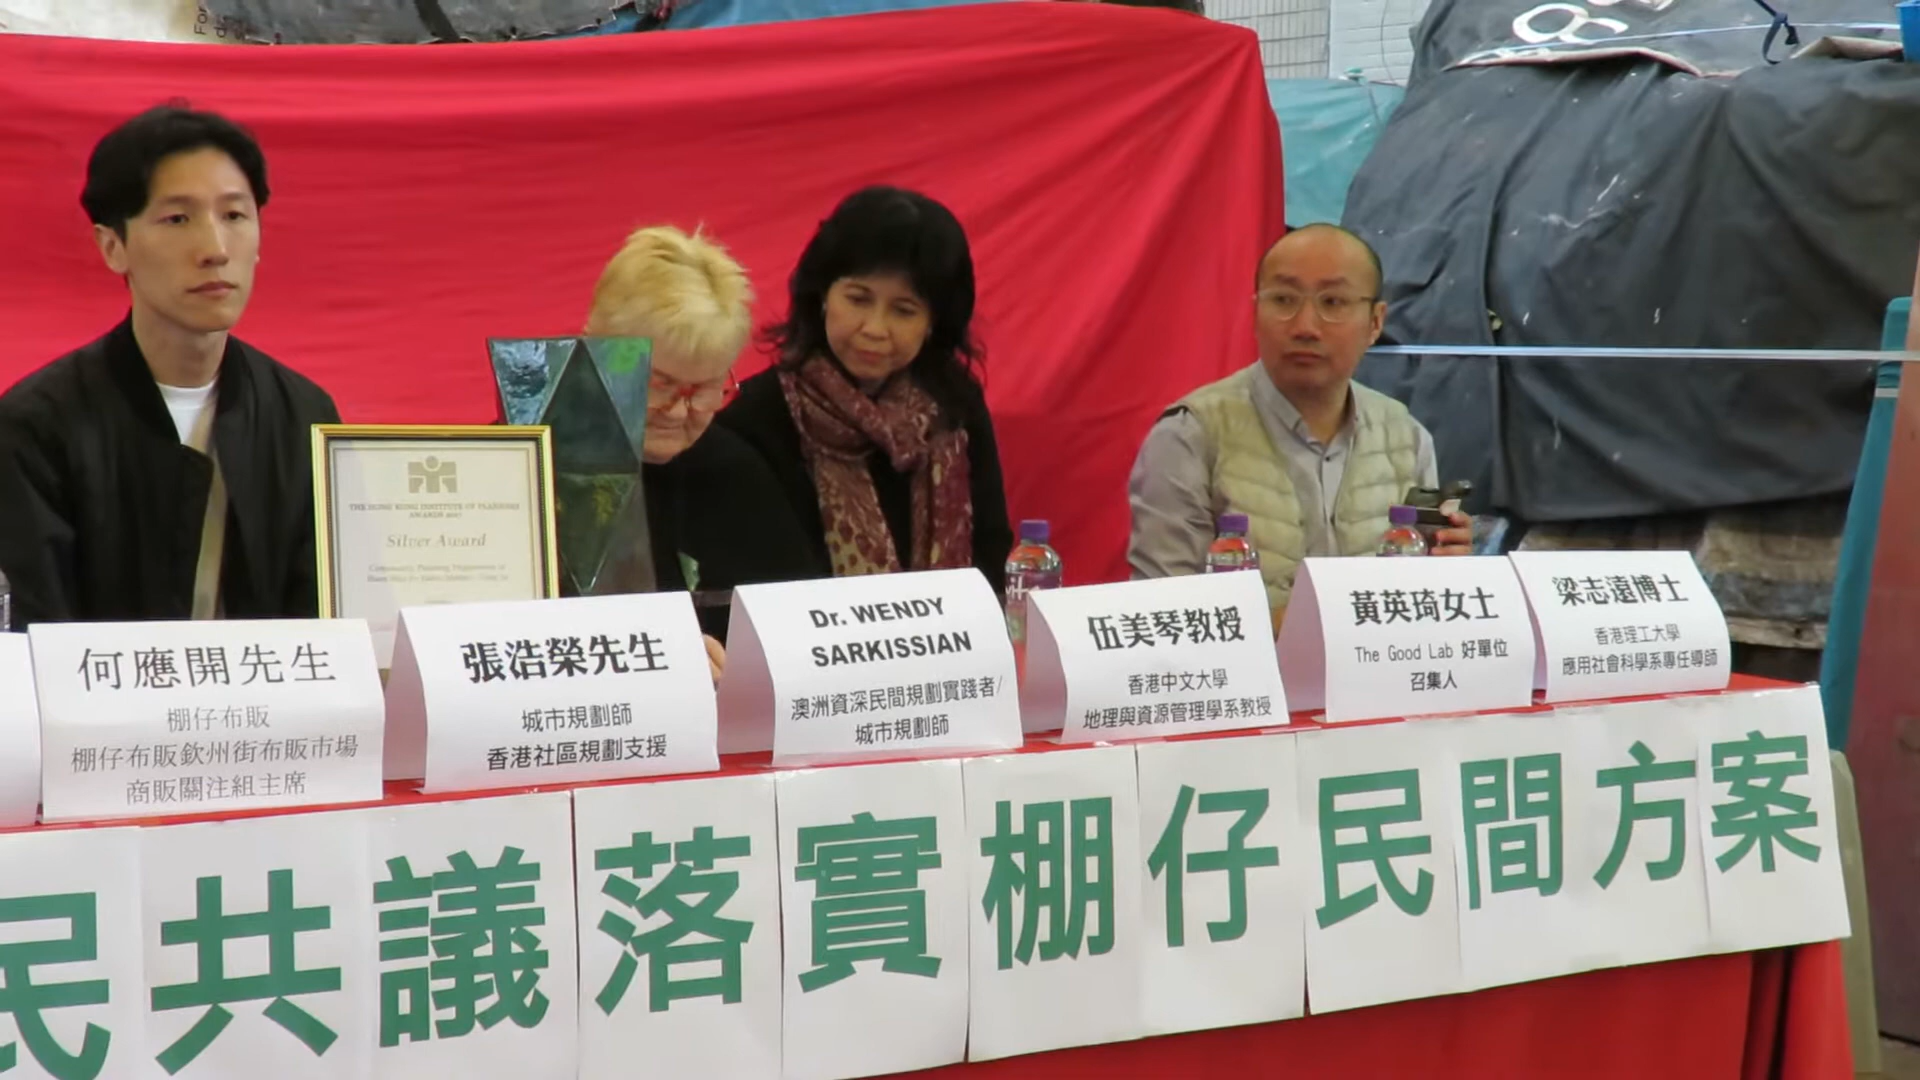 THE HONG KONG INSTITUTE OF PLANNERS
Silver Award
何應開先生
棚仔布販
棚仔布販欽州街布販市場
商販關注組主席
張浩榮先生
城市規劃師
香港社區規劃支援
Dr. WENDY
SARKISSIAN
澳洲資深民間規劃實踐者/
城市規劃師
伍美琴教授
香港中文大學
地理與資源管理學系教授
黃英琦女士
The Good Lab 好單位
召集人
梁志遠博士
香港理工大學
應用社會科學系專任導師
民共議落實棚仔民間方案